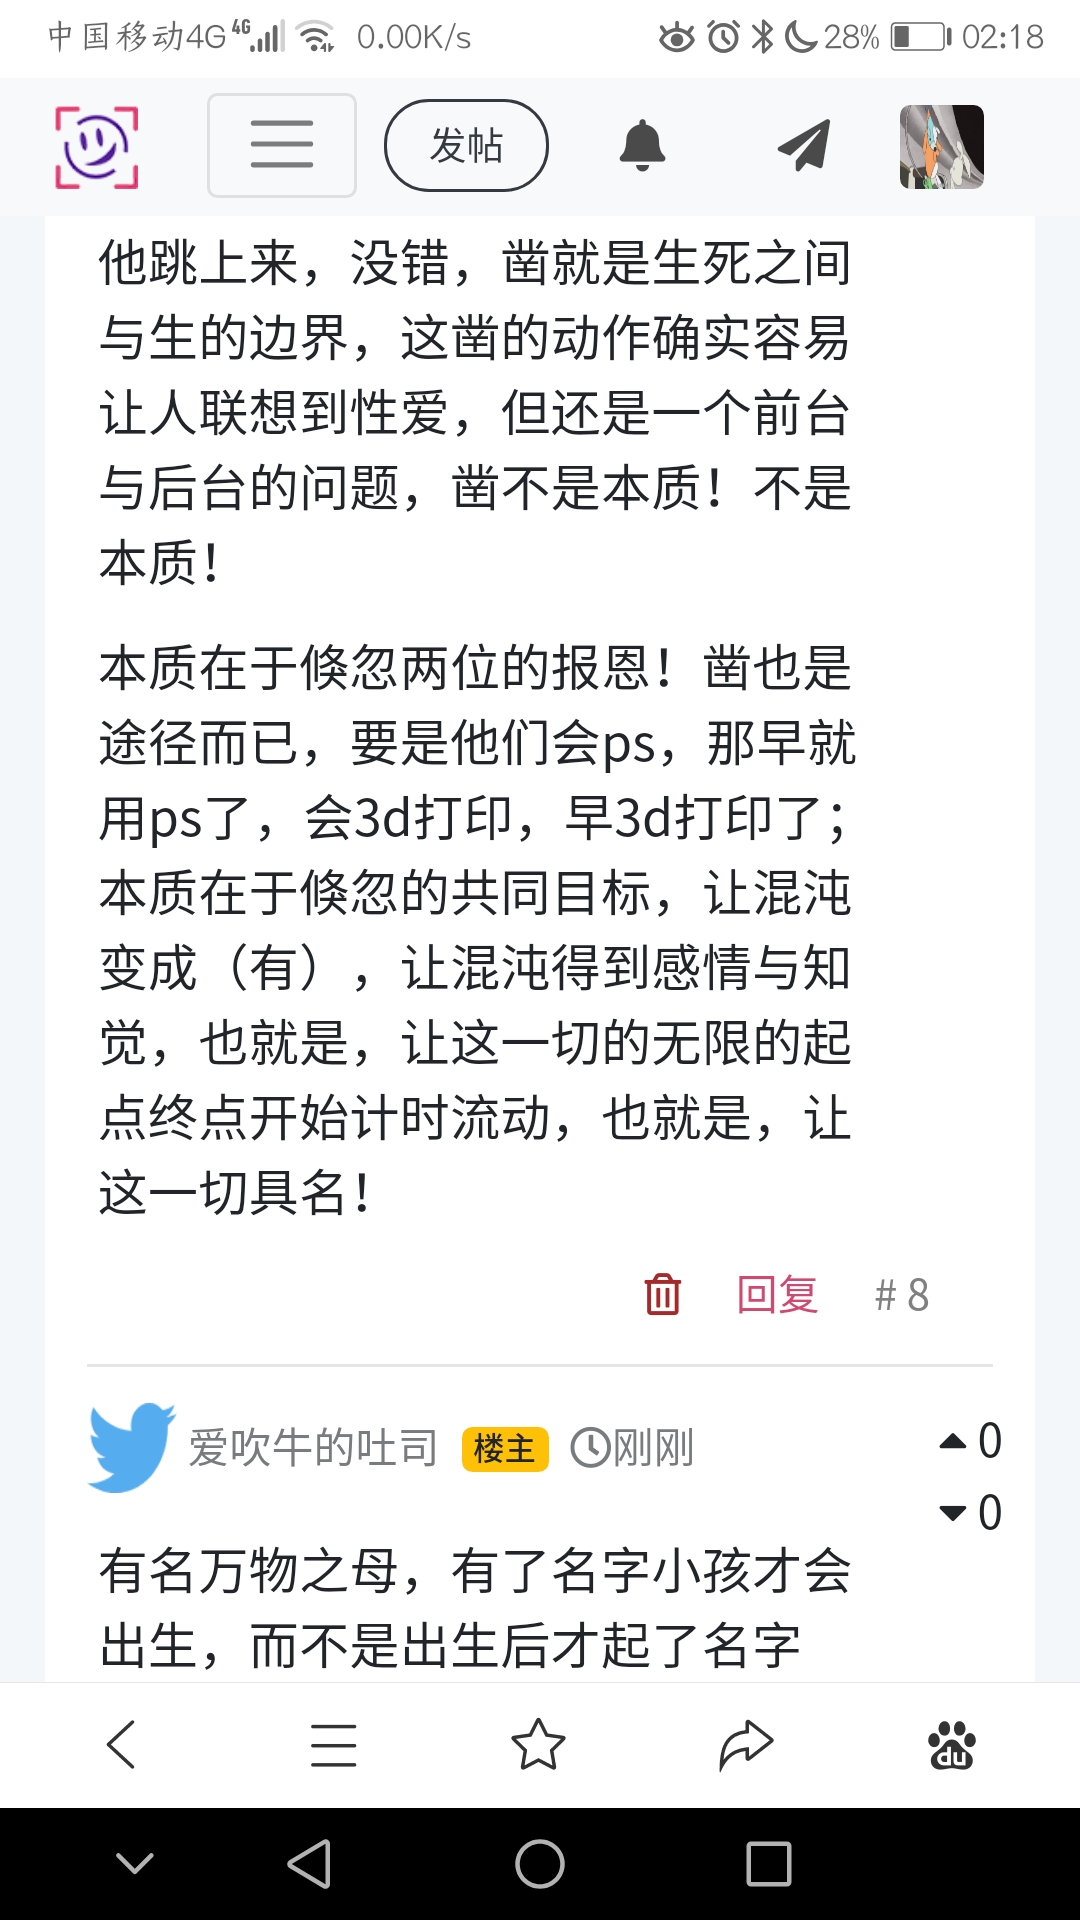 中国移动4G 4G 0.00K/s 28% 02:18
发帖
他跳上来，没错，凿就是生死之间
与生的边界，这凿的动作确实容易
让人联想到性爱，但还是一个前台
与后台的问题，凿不是本质！不是
本质！
本质在于倏忽两位的报恩！凿也是
途径而已，要是他们会ps，那早就
用ps了，会3d打印，早3d打印了；
本质在于倏忽的共同目标，让混沌
变成（有），让混沌得到感情与知
觉，也就是，让这一切的无限的起
点终点开始计时流动，也就是，让
这一切具名！
回复 #8
爱吹牛的吐司 楼主 刚刚 0
0
有名万物之母，有了名字小孩才会
出生，而不是出生后才起了名字
du